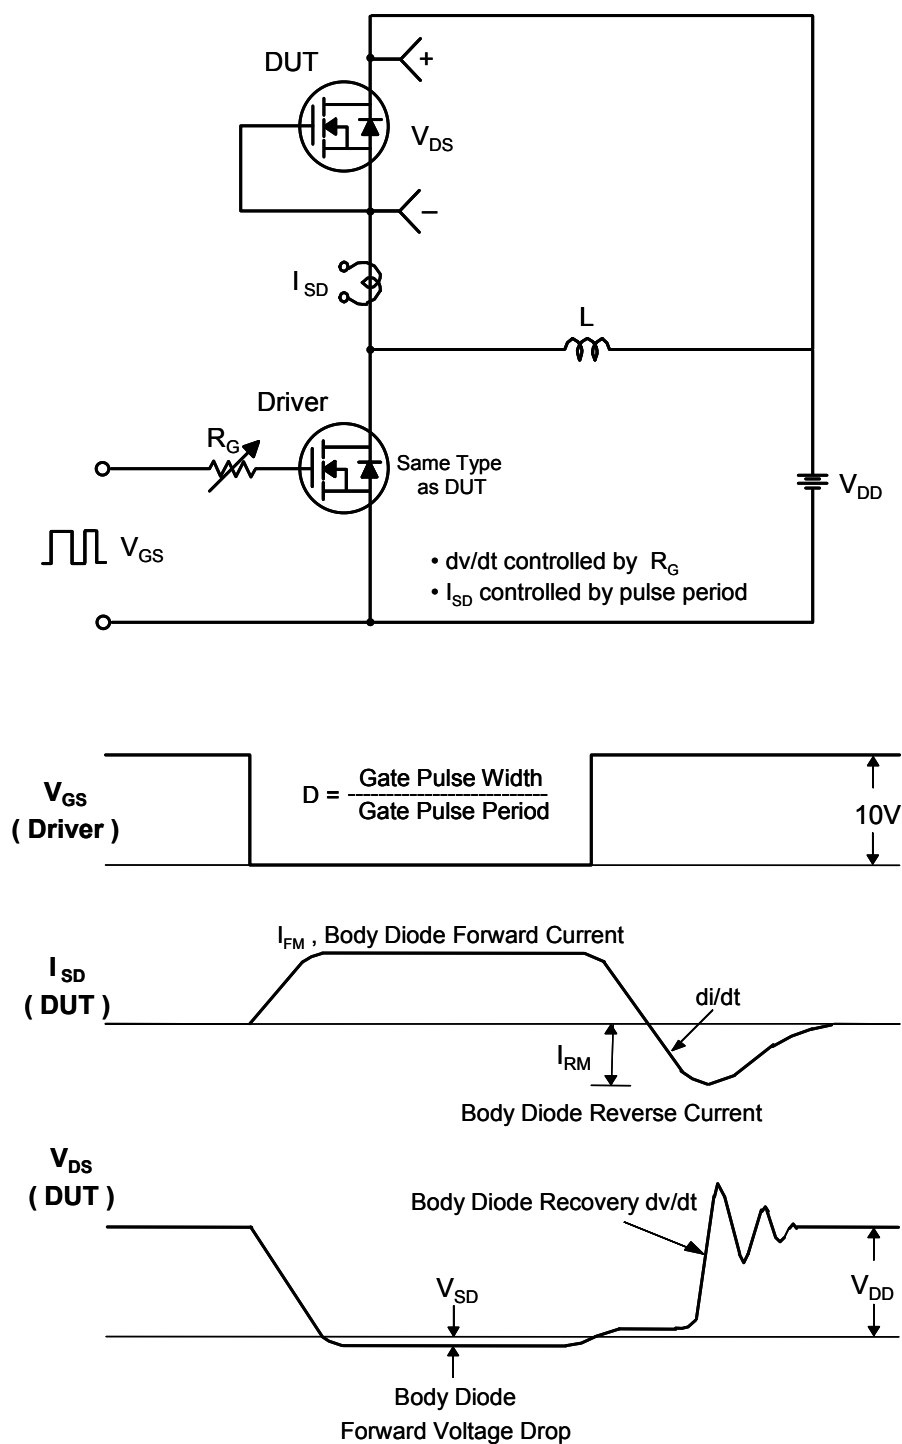 DUT
+
V_DS
–
I_SD
L
Driver
R_G
Same Type
as DUT
V_DD
V_GS
• dv/dt controlled by R_G
• I_SD controlled by pulse period
V_GS
( Driver )
D = Gate Pulse Width
--------------------------
Gate Pulse Period
10V
I_FM , Body Diode Forward Current
I_SD
( DUT )
di/dt
I_RM
Body Diode Reverse Current
V_DS
( DUT )
Body Diode Recovery dv/dt
V_SD
V_DD
Body Diode
Forward Voltage Drop